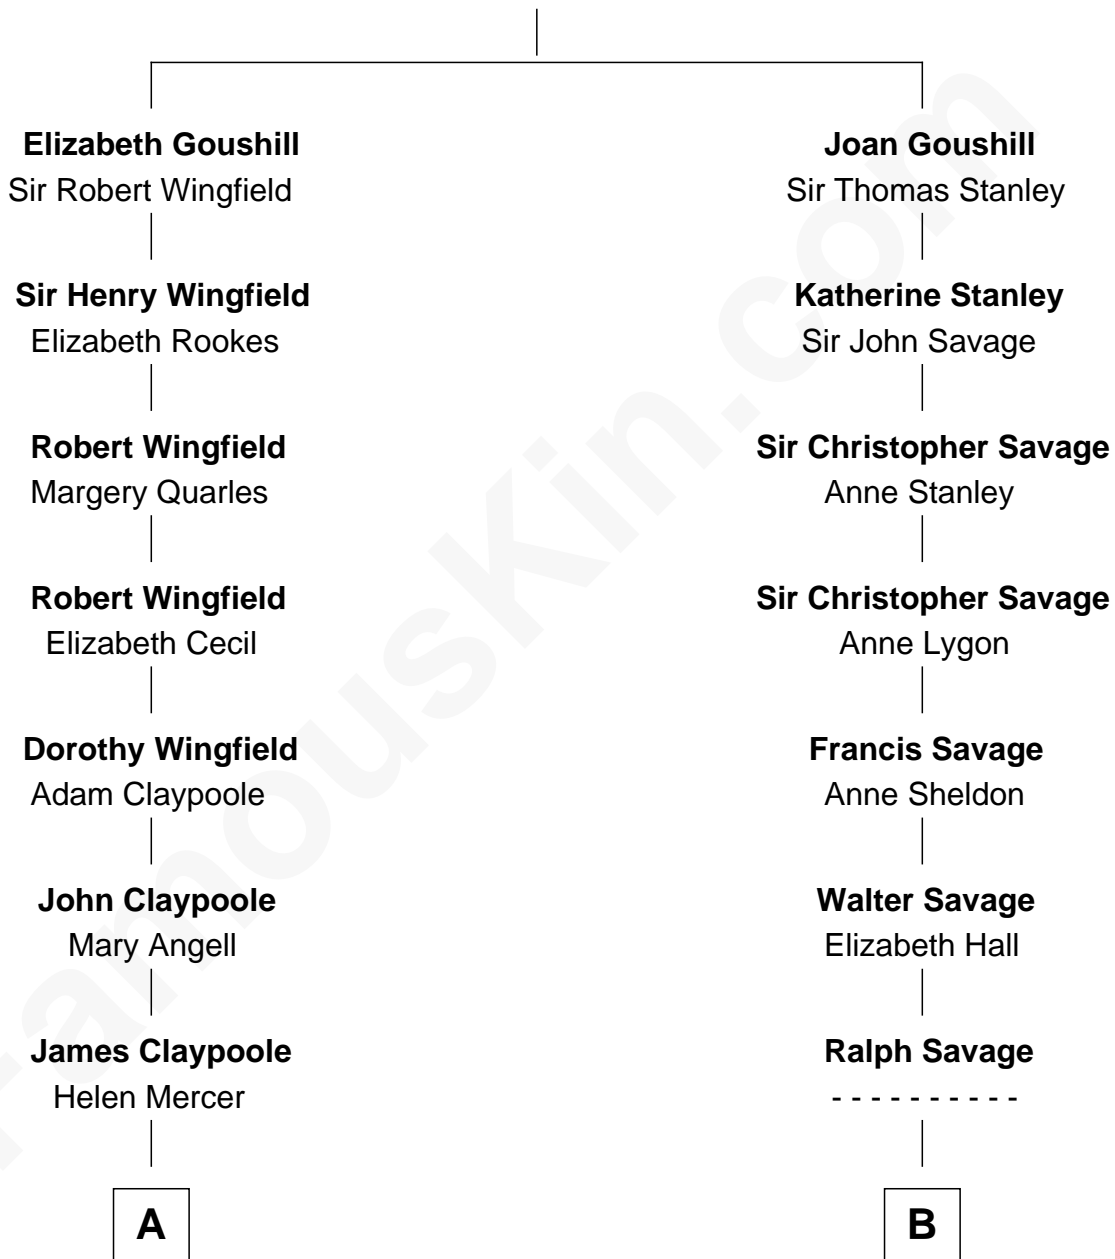 Elizabeth Goushill
Sir Robert Wingfield
Sir Henry Wingfield
Elizabeth Rookes
Robert Wingfield
Margery Quarles
Robert Wingfield
Elizabeth Cecil
Dorothy Wingfield
Adam Claypoole
John Claypoole
Mary Angell
James Claypoole
Helen Mercer
A
Joan Goushill
Sir Thomas Stanley
Katherine Stanley
Sir John Savage
Sir Christopher Savage
Anne Stanley
Sir Christopher Savage
Anne Lygon
Francis Savage
Anne Sheldon
Walter Savage
Elizabeth Hall
Ralph Savage
- - - - - - - - - -
B
FamousKin.com